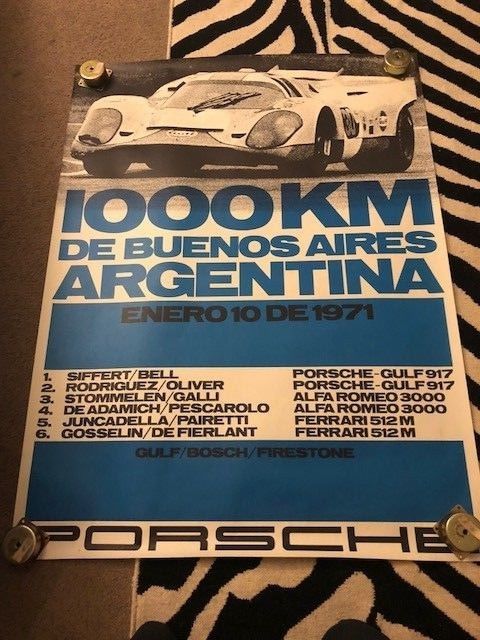 1000 KM
DE BUENOS AIRES
ARGENTINA
ENERO 10 DE 1971
1. SIFFERT/BELL PORSCHE-GULF 917
2. RODRIGUEZ/OLIVER PORSCHE-GULF 917
3. STOMMELEN/GALLI ALFA ROMEO 3000
4. DE ADAMICH/PESCAROLO ALFA ROMEO 3000
5. JUNCADELLA/PAIRETTI FERRARI 512 M
6. GOSSELIN/DE FIERLANT FERRARI 512 M
GULF/BOSCH/FIRESTONE
PORSCHE